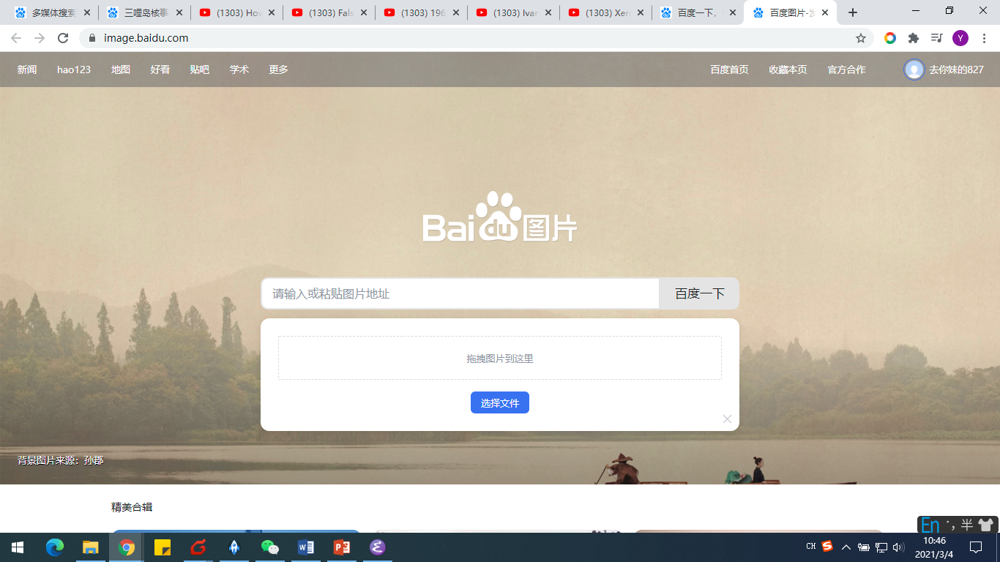 多媒体搜索
三哩岛核事
(1303) How
(1303) Fals
(1303) 196
(1303) Ivan
(1303) Xero
百度一下，
百度图片-发
image.baidu.com
Y
新闻 hao123 地图 好看 贴吧 学术 更多
百度首页 收藏本页 官方合作 去你妹的827
Bai du 图片
请输入或粘贴图片地址 百度一下
拖拽图片到这里
选择文件
背景图片来源：孙郡
精美合辑
En 半
CH
10:46
2021/3/4